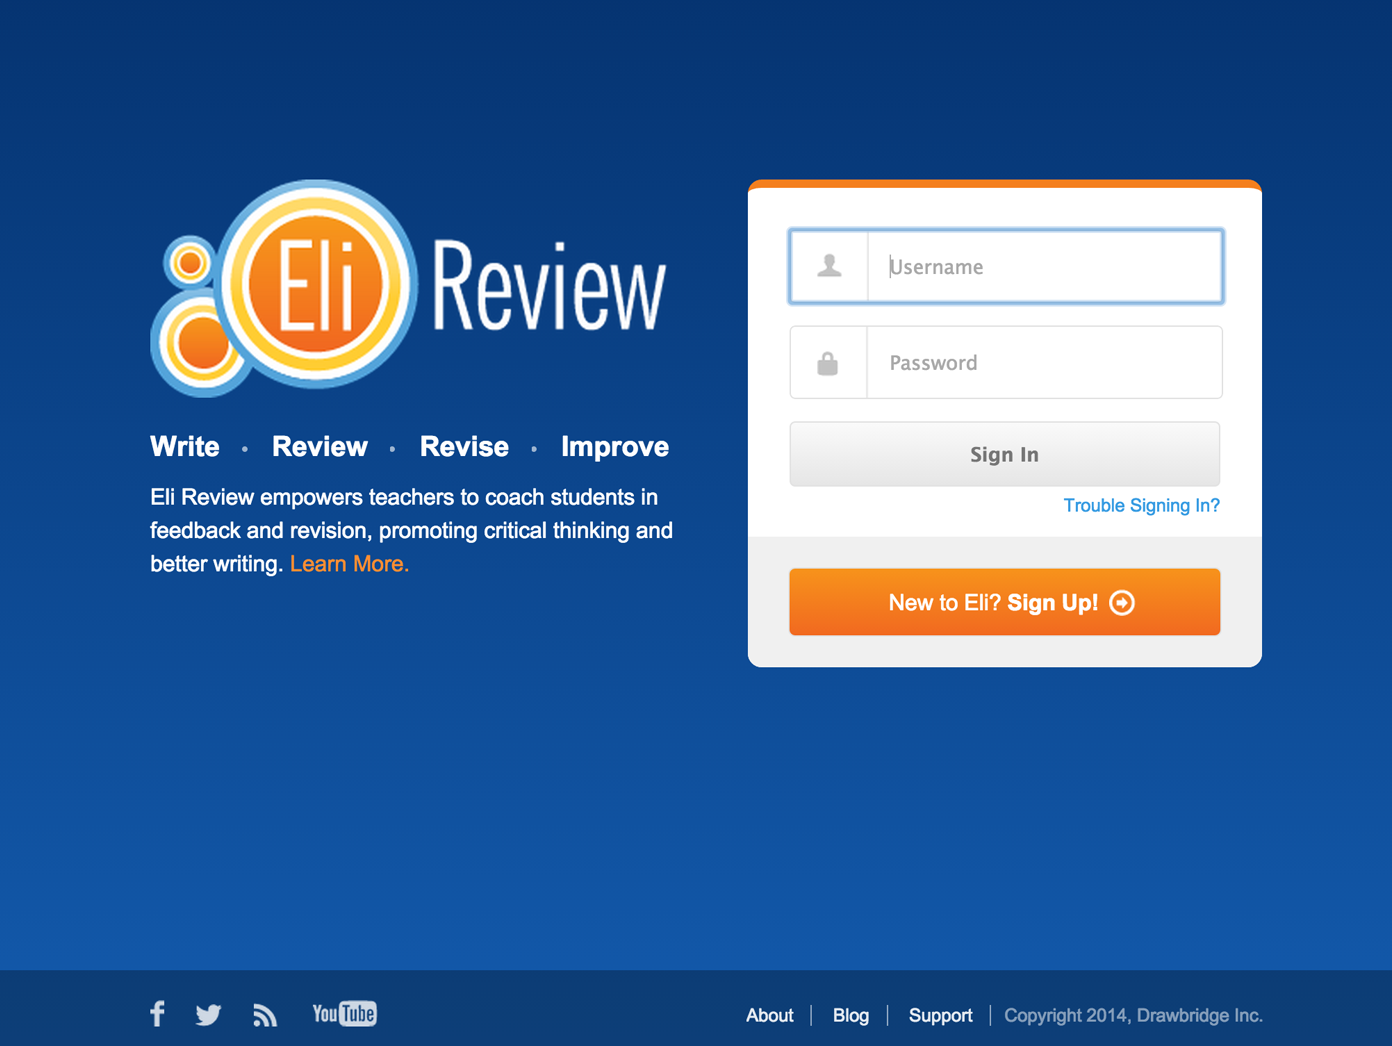 Eli Review
Write · Review · Revise · Improve
Eli Review empowers teachers to coach students in
feedback and revision, promoting critical thinking and
better writing. Learn More.
Username
Password
Sign In
Trouble Signing In?
New to Eli? Sign Up!
f
YouTube
About | Blog | Support | Copyright 2014, Drawbridge Inc.